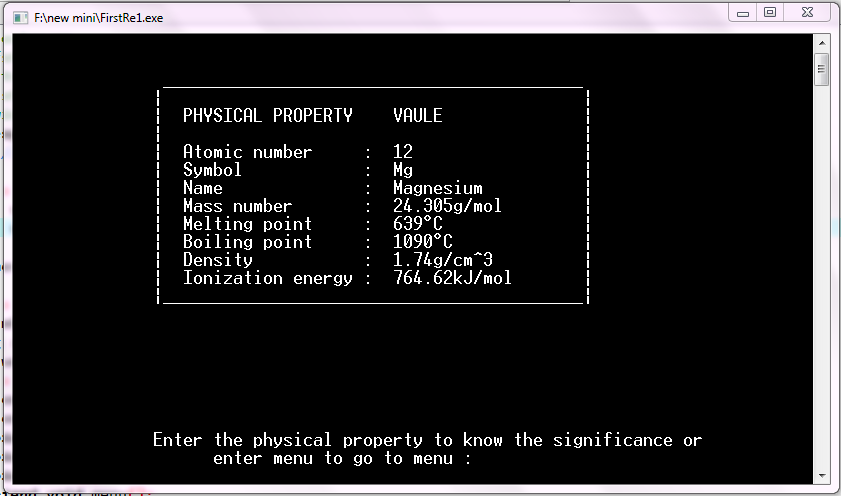 F:\new mini\FirstRe1.exe
PHYSICAL PROPERTY VAULE
Atomic number : 12
Symbol : Mg
Name : Magnesium
Mass number : 24.305g/mol
Melting point : 639°C
Boiling point : 1090°C
Density : 1.74g/cm^3
Ionization energy : 764.62kJ/mol
Enter the physical property to know the significance or
enter menu to go to menu :